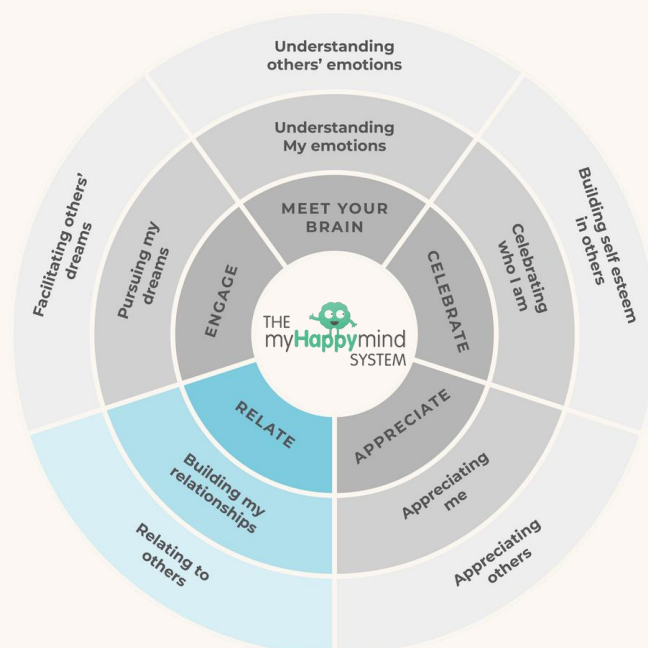 Understanding
others' emotions
Understanding
My emotions
MEET YOUR
BRAIN
Building self esteem
in others
Celebrating
who I am
CELEBRATE
Facilitating others'
dreams
Pursuing my
dreams
ENGAGE
THE
myHappymind
SYSTEM
RELATE
Building my
relationships
Relating to
others
APPRECIATE
Appreciating
me
Appreciating
others